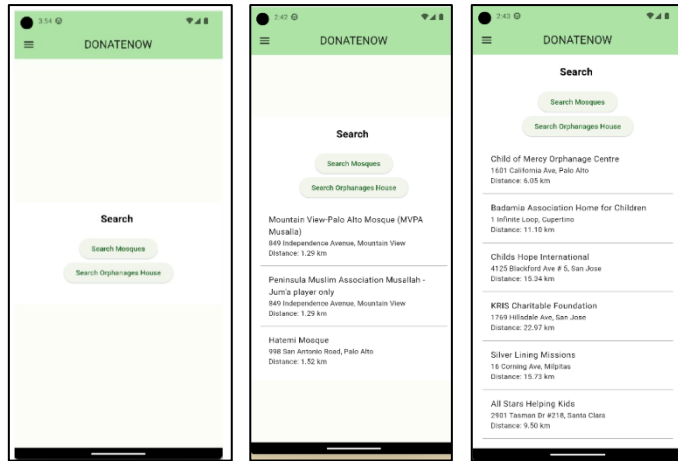 3:54
DONATENOW
Search
Search Mosques
Search Orphanages House
2:42
DONATENOW
Search
Search Mosques
Search Orphanages House
Mountain View-Palo Alto Mosque (MVPA
Musalla)
849 Independence Avenue, Mountain View
Distance: 1.29 km
Peninsula Muslim Association Musallah -
Jum'a player only
849 Independence Avenue, Mountain View
Distance: 1.29 km
Hatemi Mosque
998 San Antonio Road, Palo Alto
Distance: 1.52 km
2:43
DONATENOW
Search
Search Mosques
Search Orphanages House
Child of Mercy Orphanage Centre
1601 California Ave, Palo Alto
Distance: 6.05 km
Badamia Association Home for Children
1 Infinite Loop, Cupertino
Distance: 11.10 km
Childs Hope International
4125 Blackford Ave # 5, San Jose
Distance: 15.34 km
KRIS Charitable Foundation
1769 Hillsdale Ave, San Jose
Distance: 22.97 km
Silver Lining Missions
16 Corning Ave, Milpitas
Distance: 15.73 km
All Stars Helping Kids
2901 Tasman Dr #218, Santa Clara
Distance: 9.50 km